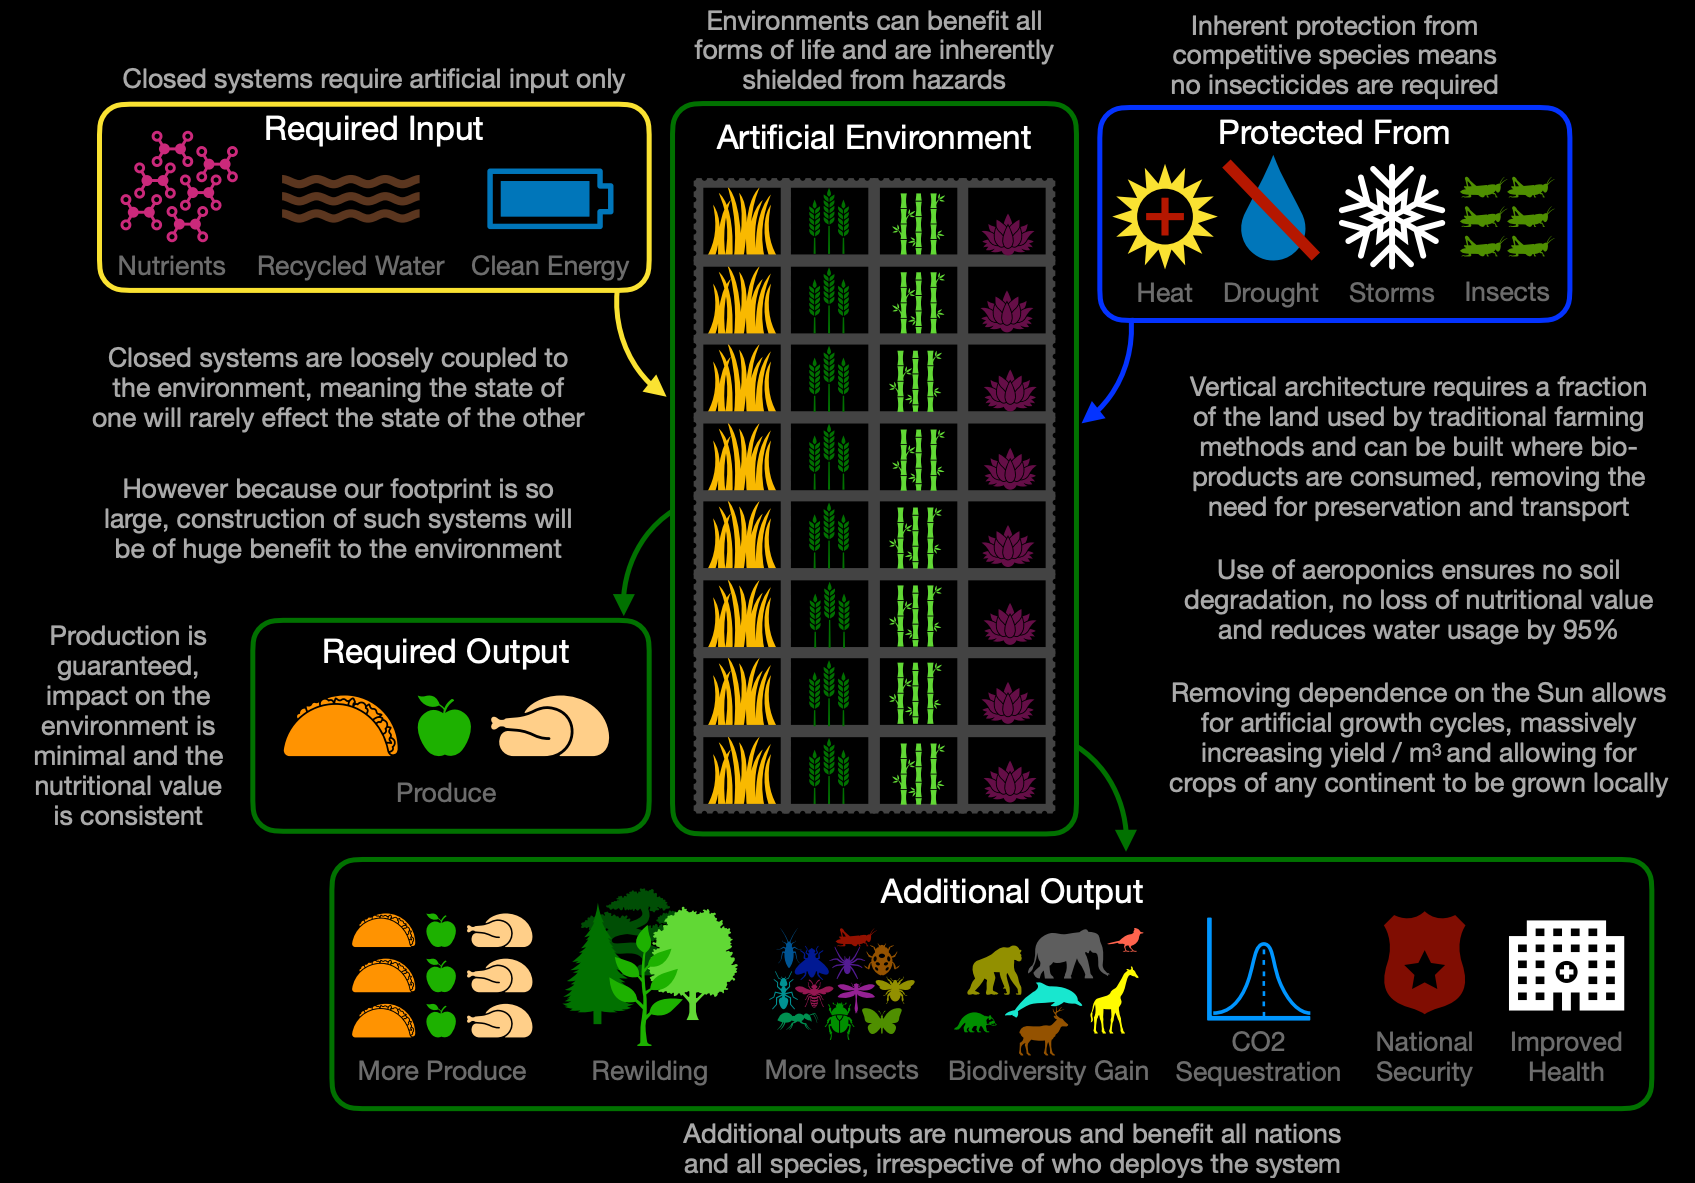 Closed systems require artificial input only
Required Input
Nutrients
Recycled Water
Clean Energy
Environments can benefit all
forms of life and are inherently
shielded from hazards
Artificial Environment
Inherent protection from
competitive species means
no insecticides are required
Protected From
Heat
Drought
Storms
Insects
Closed systems are loosely coupled to
the environment, meaning the state of
one will rarely effect the state of the other
However because our footprint is so
large, construction of such systems will
be of huge benefit to the environment
Production is
guaranteed,
impact on the
environment is
minimal and the
nutritional value
is consistent
Required Output
Produce
Vertical architecture requires a fraction
of the land used by traditional farming
methods and can be built where bio-
products are consumed, removing the
need for preservation and transport
Use of aeroponics ensures no soil
degradation, no loss of nutritional value
and reduces water usage by 95%
Removing dependence on the Sun allows
for artificial growth cycles, massively
increasing yield / m³ and allowing for
crops of any continent to be grown locally
Additional Output
More Produce
Rewilding
More Insects
Biodiversity Gain
CO2
Sequestration
National
Security
Improved
Health
Additional outputs are numerous and benefit all nations
and all species, irrespective of who deploys the system